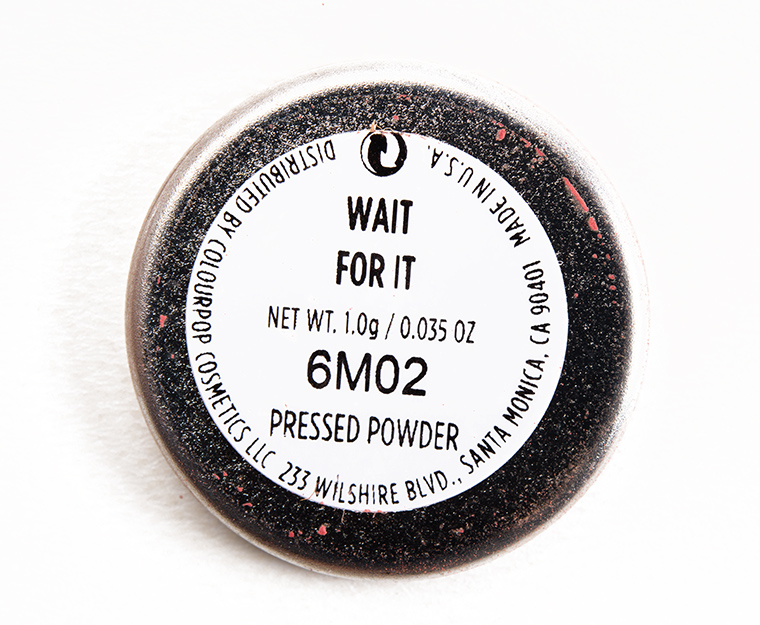 WAIT
FOR IT
NET WT. 1.0g / 0.035 OZ
6M02
PRESSED POWDER
DISTRIBUTED BY COLOURPOP COSMETICS LLC 233 WILSHIRE BLVD., SANTA MONICA, CA 90401 MADE IN U.S.A.